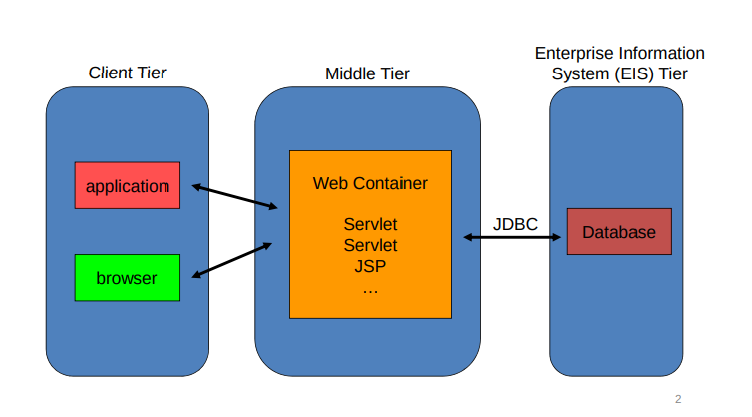 Client Tier
Middle Tier
Enterprise Information
System (EIS) Tier
application
browser
Web Container
Servlet
Servlet
JSP
…
JDBC
Database
2